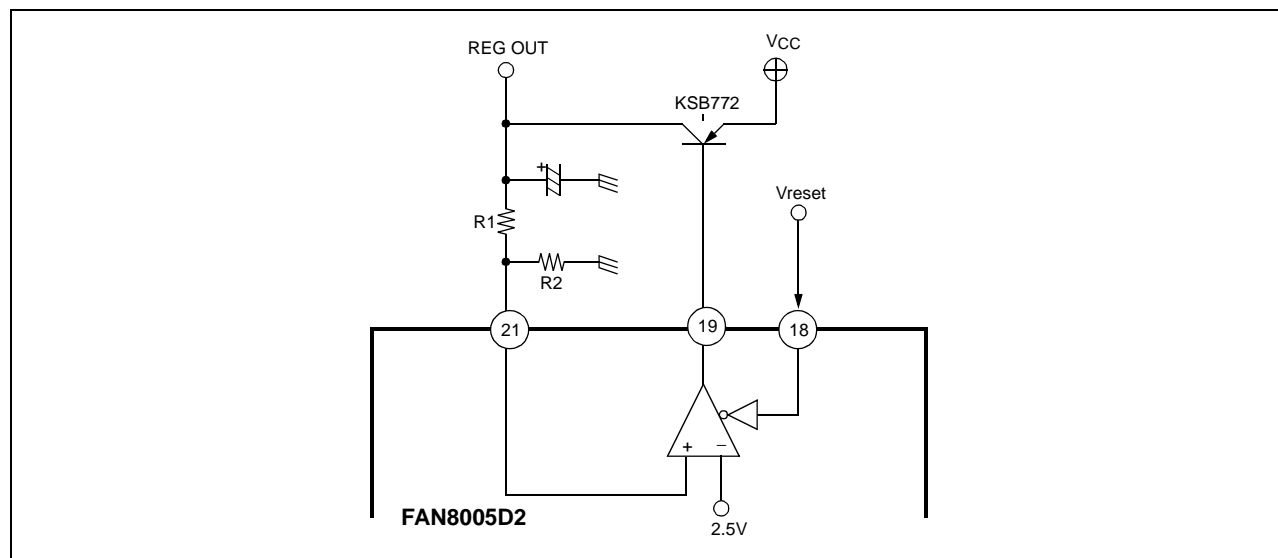 REG OUT
VCC
KSB772
+
Vreset
R1
R2
21
19
18
+ −
2.5V
FAN8005D2